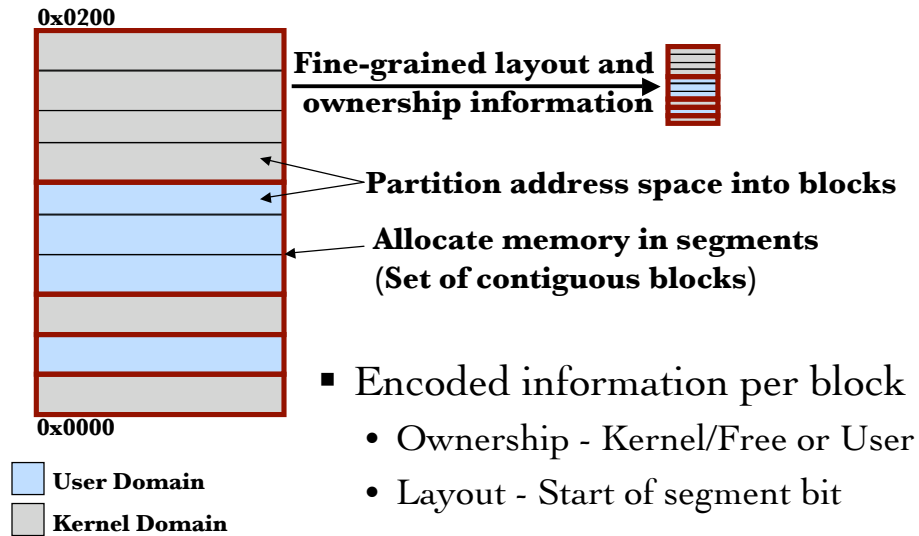 0x0200
Fine-grained layout and
ownership information
Partition address space into blocks
Allocate memory in segments
(Set of contiguous blocks)
▪ Encoded information per block
• Ownership - Kernel/Free or User
• Layout - Start of segment bit
0x0000
User Domain
Kernel Domain